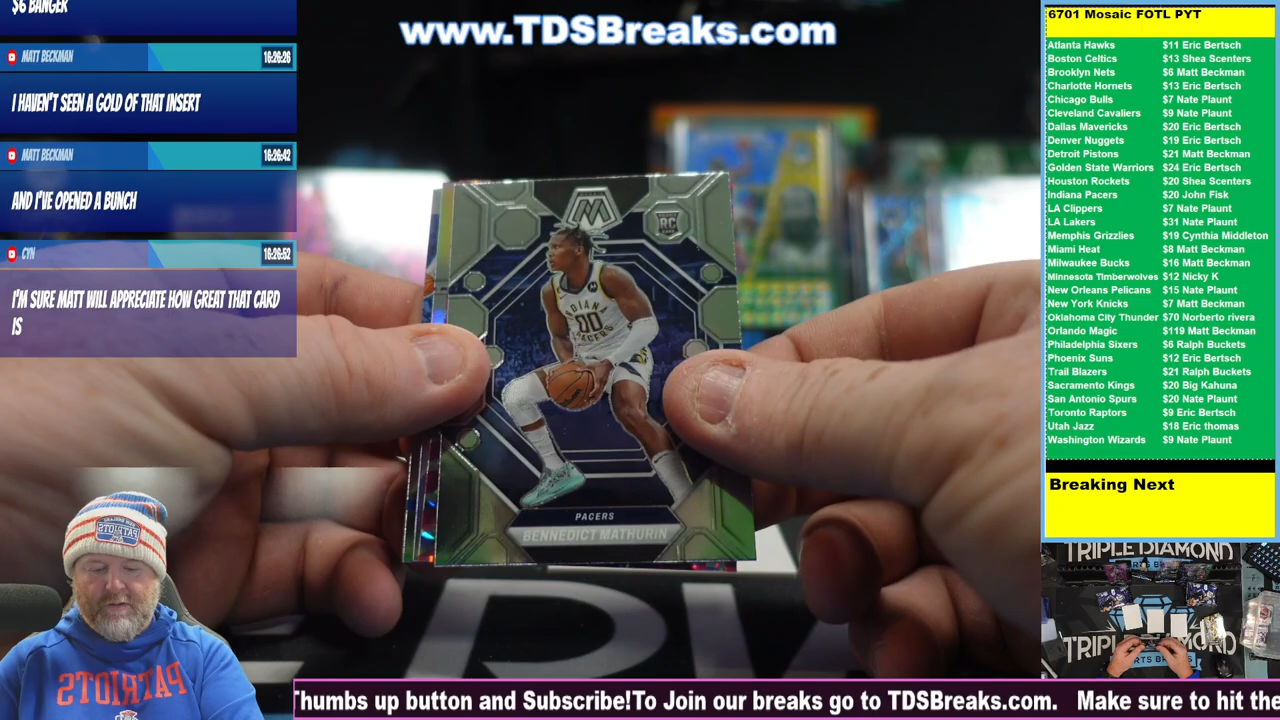 $6 BANGER
MATT BECKMAN 16:26:26
I HAVEN'T SEEN A GOLD OF THAT INSERT
MATT BECKMAN 16:26:42
AND I'VE OPENED A BUNCH
CYN 16:26:52
I'M SURE MATT WILL APPRECIATE HOW GREAT THAT CARD
IS
www.TDSBreaks.com
M
RC
INDIANA
00
PACERS
PACERS
BENNEDICT MATHURIN
PATRIOTS
PATRIOTS
6701 Mosaic FOTL PYT
Atlanta Hawks $11 Eric Bertsch
Boston Celtics $13 Shea Scenters
Brooklyn Nets $6 Matt Beckman
Charlotte Hornets $13 Eric Bertsch
Chicago Bulls $7 Nate Plaunt
Cleveland Cavaliers $9 Nate Plaunt
Dallas Mavericks $20 Eric Bertsch
Denver Nuggets $19 Eric Bertsch
Detroit Pistons $21 Matt Beckman
Golden State Warriors $24 Eric Bertsch
Houston Rockets $20 Shea Scenters
Indiana Pacers $20 John Fisk
LA Clippers $7 Nate Plaunt
LA Lakers $31 Nate Plaunt
Memphis Grizzlies $19 Cynthia Middleton
Miami Heat $8 Matt Beckman
Milwaukee Bucks $16 Matt Beckman
Minnesota Timberwolves $12 Nicky K
New Orleans Pelicans $15 Nate Plaunt
New York Knicks $7 Matt Beckman
Oklahoma City Thunder $70 Norberto rivera
Orlando Magic $119 Matt Beckman
Philadelphia Sixers $6 Ralph Buckets
Phoenix Suns $12 Eric Bertsch
Trail Blazers $21 Ralph Buckets
Sacramento Kings $20 Big Kahuna
San Antonio Spurs $20 Nate Plaunt
Toronto Raptors $9 Eric Bertsch
Utah Jazz $18 Eric thomas
Washington Wizards $9 Nate Plaunt
Breaking Next
TRIPLE DIAMOND
TRIPLE
RTS BR
Thumbs up button and Subscribe!To Join our breaks go to TDSBreaks.com. Make sure to hit the